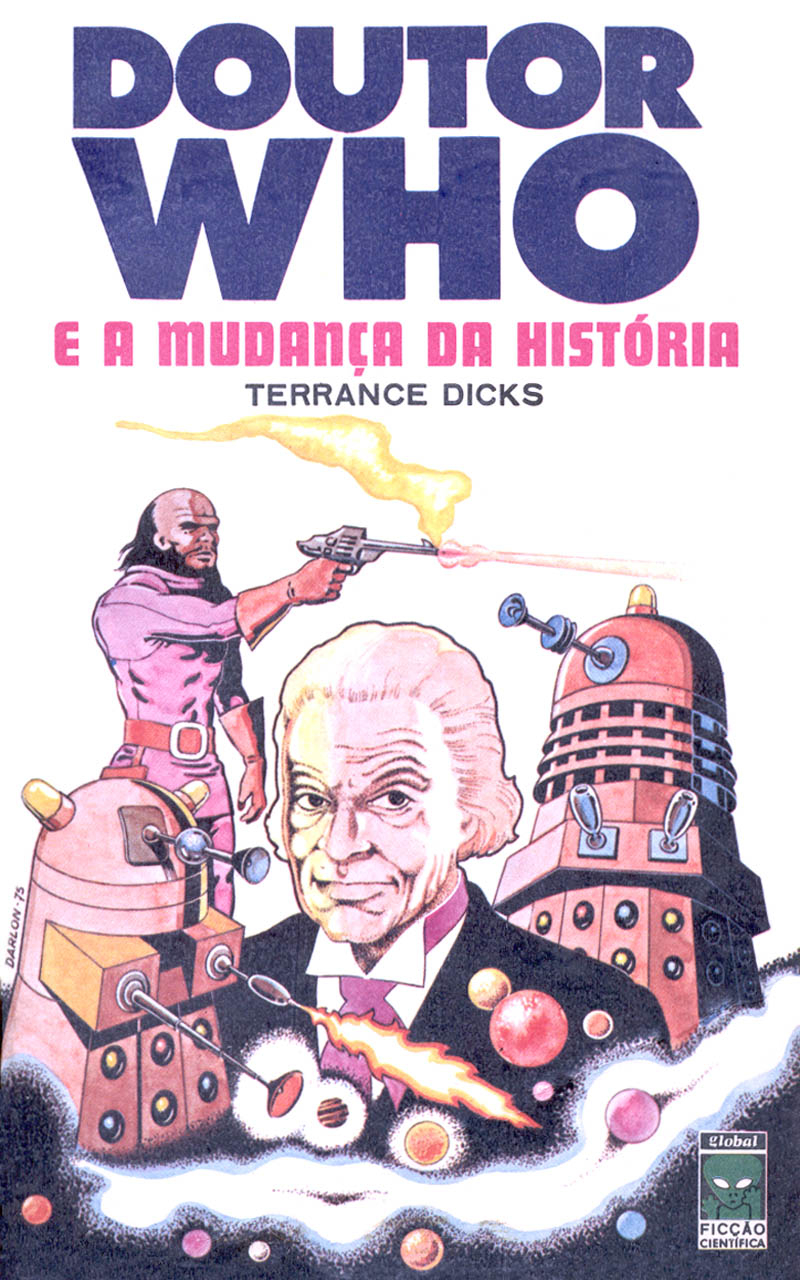 DOUTOR
WHO
E A MUDANÇA DA HISTÓRIA
TERRANCE DICKS
DARLON-75
global
FICÇÃO
CIENTÍFICA